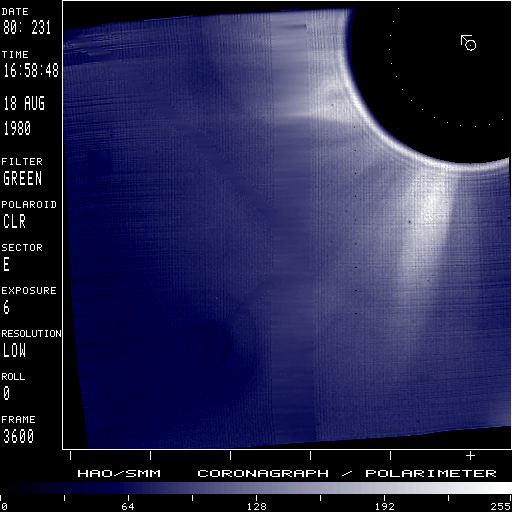 DATE
80: 231
TIME
16:58:48
18 AUG
1980
FILTER
GREEN
POLAROID
CLR
SECTOR
E
EXPOSURE
6
RESOLUTION
LOW
ROLL
0
FRAME
3600
HAO/SMM CORONAGRAPH / POLARIMETER
0 64 128 192 255